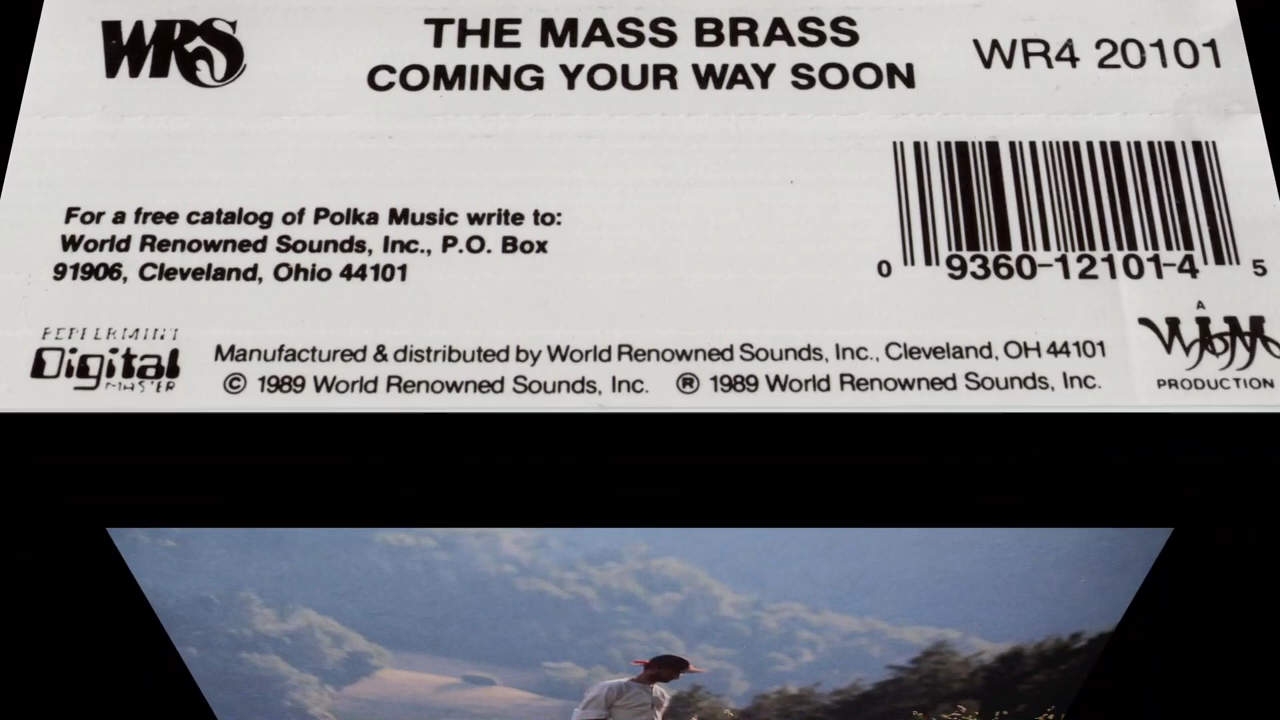 WRS
THE MASS BRASS
COMING YOUR WAY SOON
WR4 20101
For a free catalog of Polka Music write to:
World Renowned Sounds, Inc., P.O. Box
91906, Cleveland, Ohio 44101
0 9360-12101-4 5
PEPPERMINT
Digital
MASTER
Manufactured & distributed by World Renowned Sounds, Inc., Cleveland, OH 44101
© 1989 World Renowned Sounds, Inc. ® 1989 World Renowned Sounds, Inc.
A
PRODUCTION